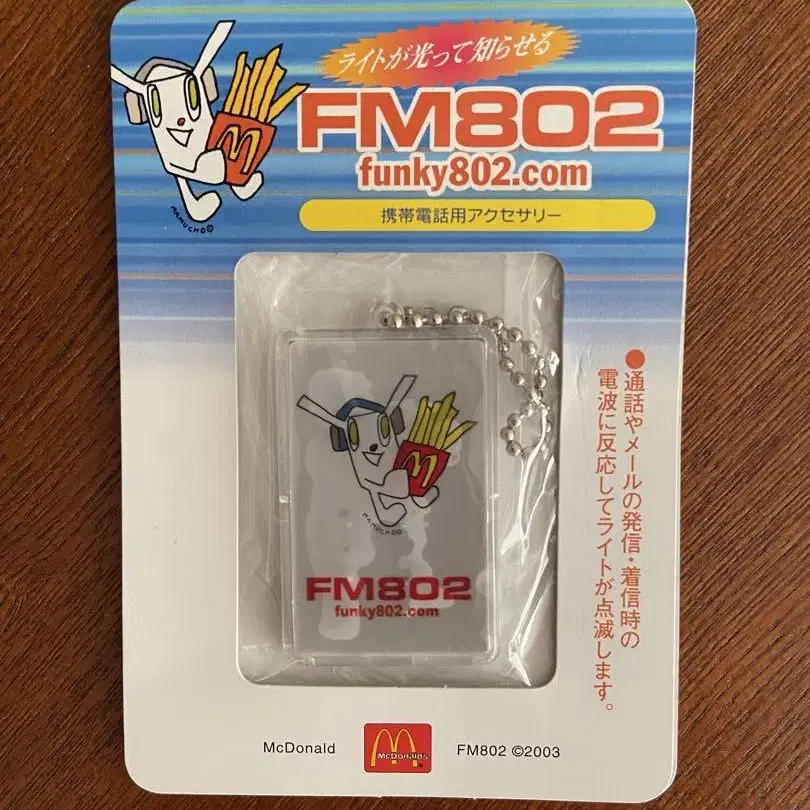 ライトが光って知らせる
FM802
funky802.com
携帯電話用アクセサリー
MAMUCHO©
M
●通話やメールの発信・着信時の
電波に反応してライトが点滅します。
M
MAMUCHO©
FM802
funky802.com
McDonald
McDonald's®
FM802 ©2003